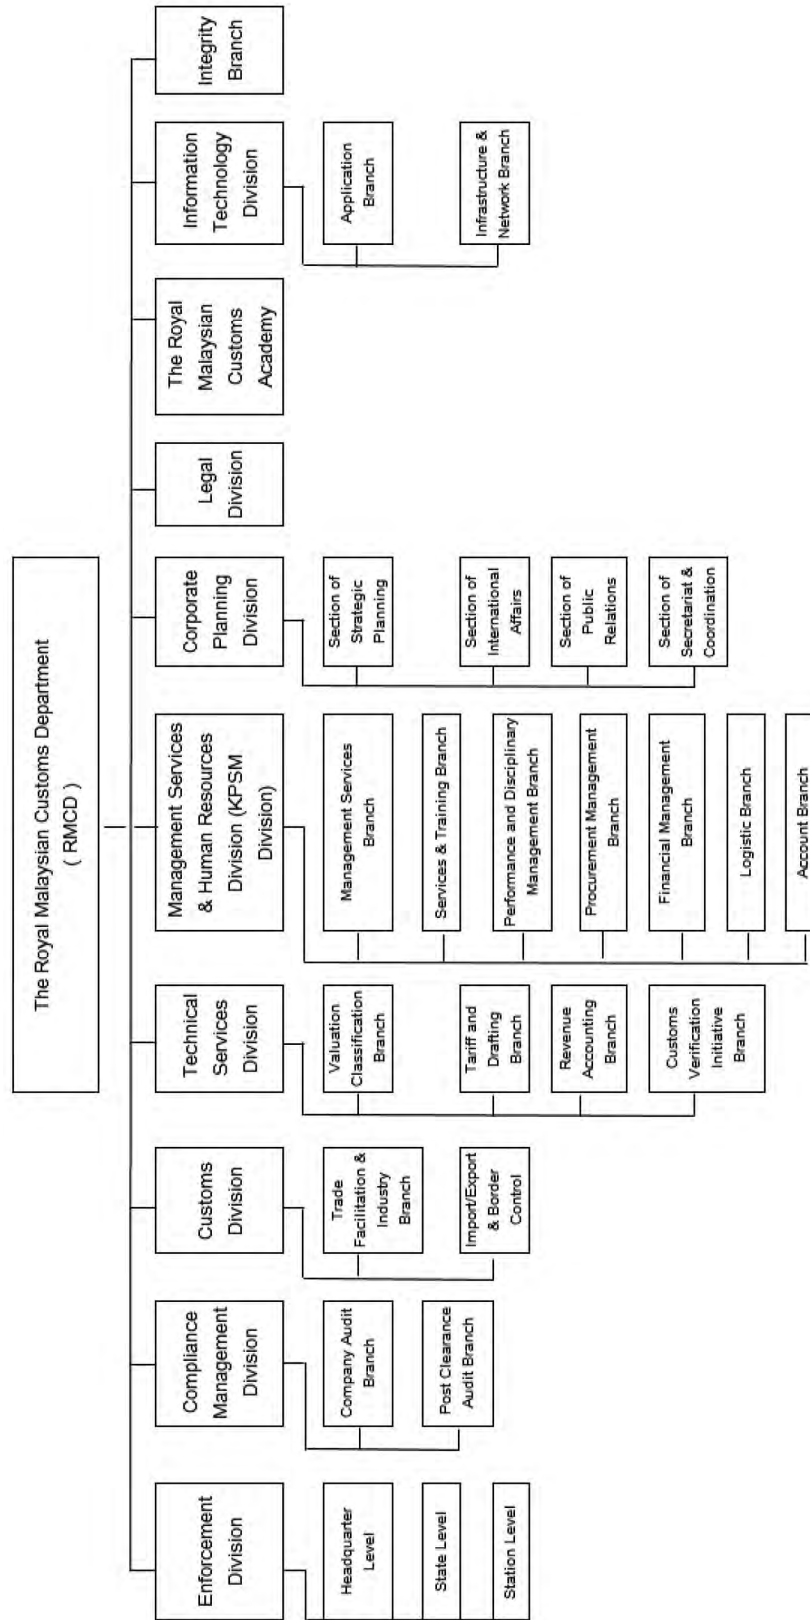 The Royal Malaysian Customs Department
( RMCD )
Enforcement
Division
Headquarter
Level
State Level
Station Level
Compliance
Management
Division
Company Audit
Branch
Post Clearance
Audit Branch
Customs
Division
Trade
Facilitation &
Industry
Branch
Import/Export
& Border
Control
Technical
Services
Division
Valuation
Classification
Branch
Tariff and
Drafting
Branch
Revenue
Accounting
Branch
Customs
Verification
Initiative
Branch
Management Services
& Human Resources
Division (KPSM
Division)
Management Services
Branch
Services & Training Branch
Performance and Disciplinary
Management Branch
Procurement Management
Branch
Financial Management
Branch
Logistic Branch
Account Branch
Corporate
Planning
Division
Section of
Strategic
Planning
Section of
International
Affairs
Section of
Public
Relations
Section of
Secretariat &
Coordination
Legal
Division
The Royal
Malaysian
Customs
Academy
Information
Technology
Division
Application
Branch
Infrastructure &
Network Branch
Integrity
Branch